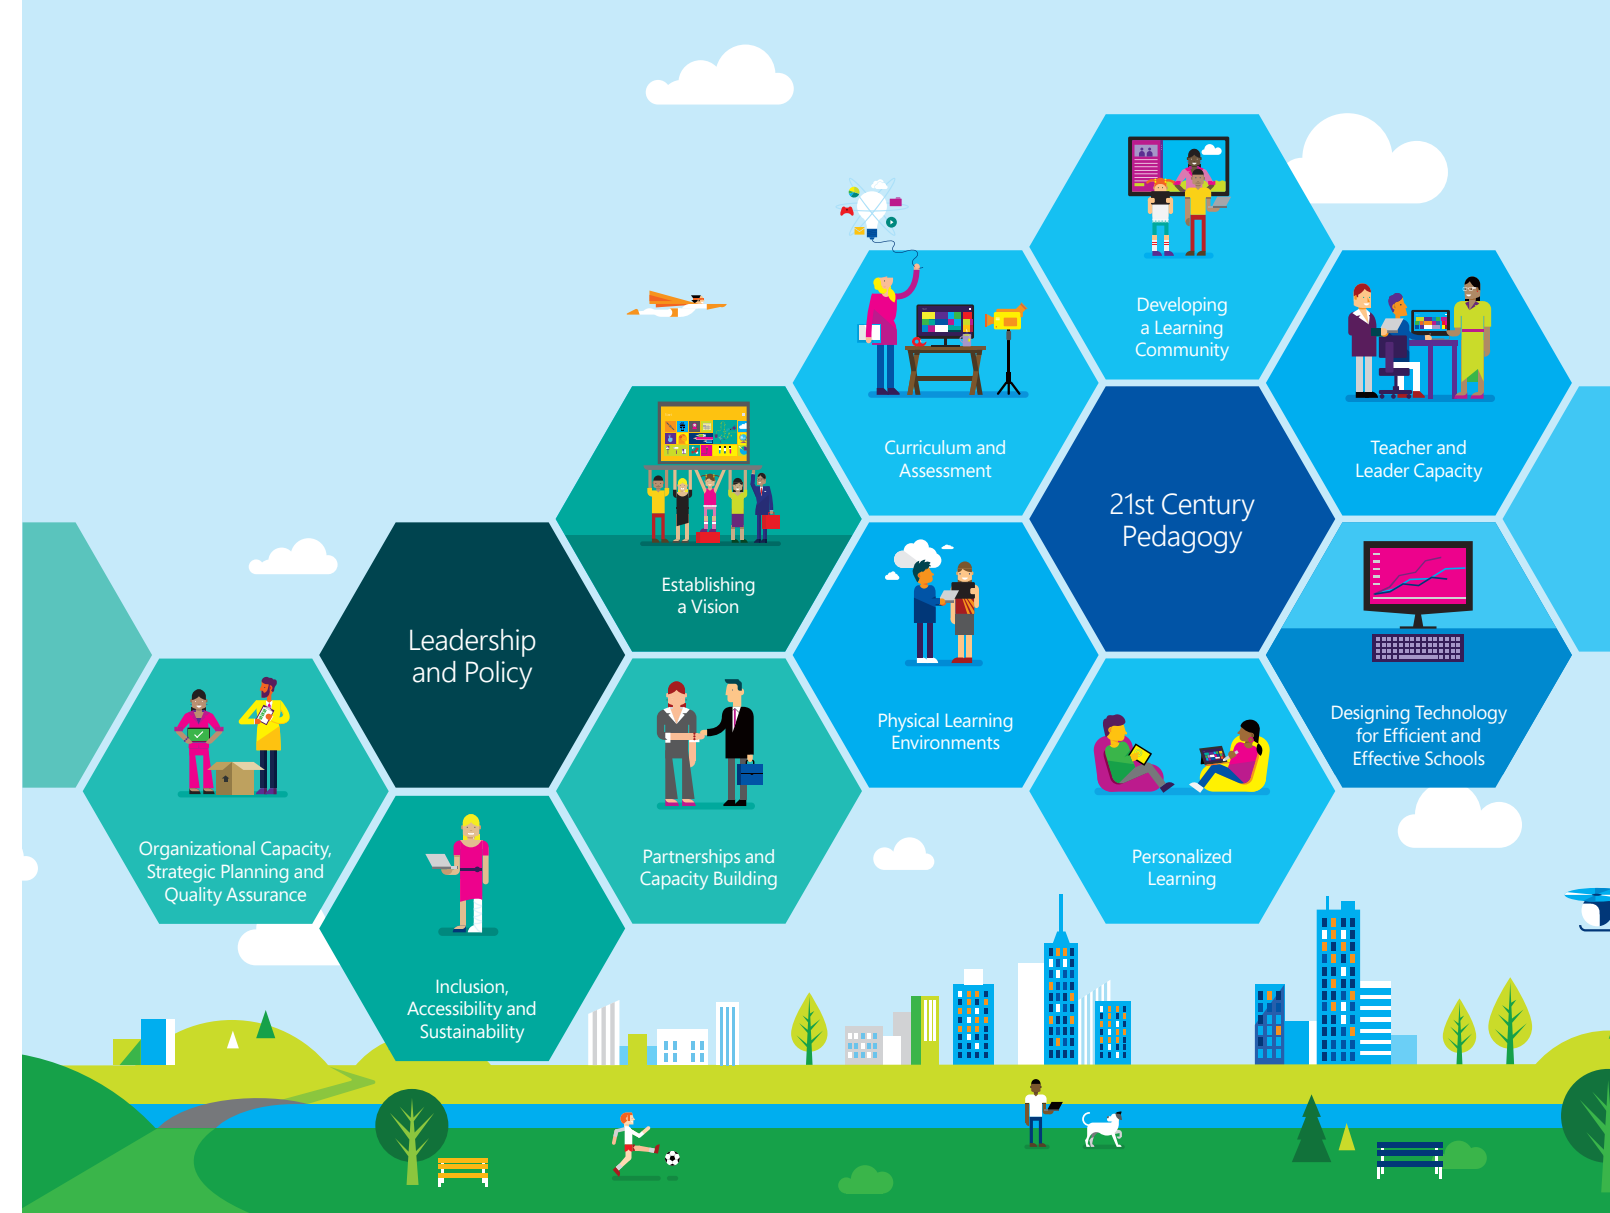 Developing
a Learning
Community
Curriculum and
Assessment
Teacher and
Leader Capacity
21st Century
Pedagogy
Establishing
a Vision
Leadership
and Policy
Physical Learning
Environments
Designing Technology
for Efficient and
Effective Schools
Organizational Capacity,
Strategic Planning and
Quality Assurance
Partnerships and
Capacity Building
Personalized
Learning
Inclusion,
Accessibility and
Sustainability